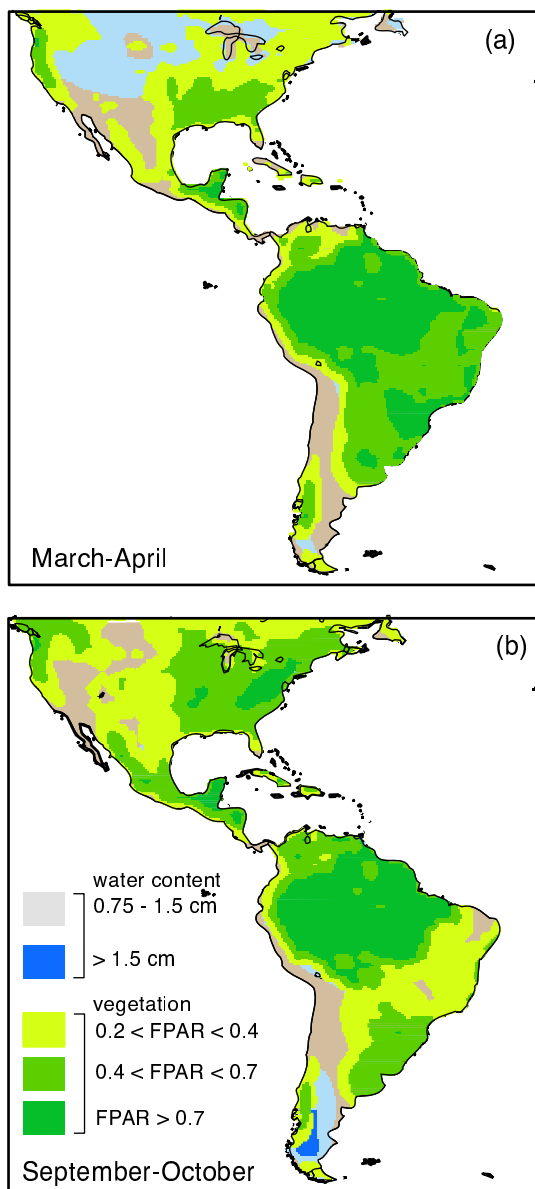 (a)
March-April
(b)
water content
0.75 - 1.5 cm
> 1.5 cm
vegetation
0.2 < FPAR < 0.4
0.4 < FPAR < 0.7
FPAR > 0.7
September-October